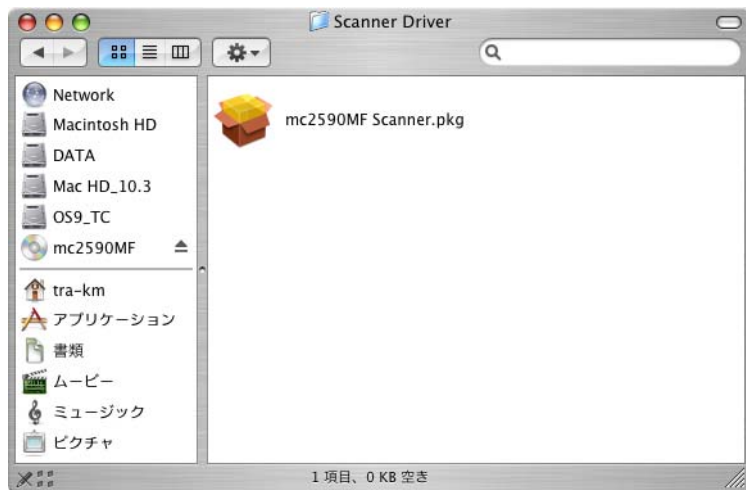 Scanner Driver
Network
Macintosh HD
DATA
Mac HD_10.3
OS9_TC
mc2590MF
tra-km
アプリケーション
書類
ムービー
ミュージック
ピクチャ
mc2590MF Scanner.pkg
1 項目、0 KB 空き